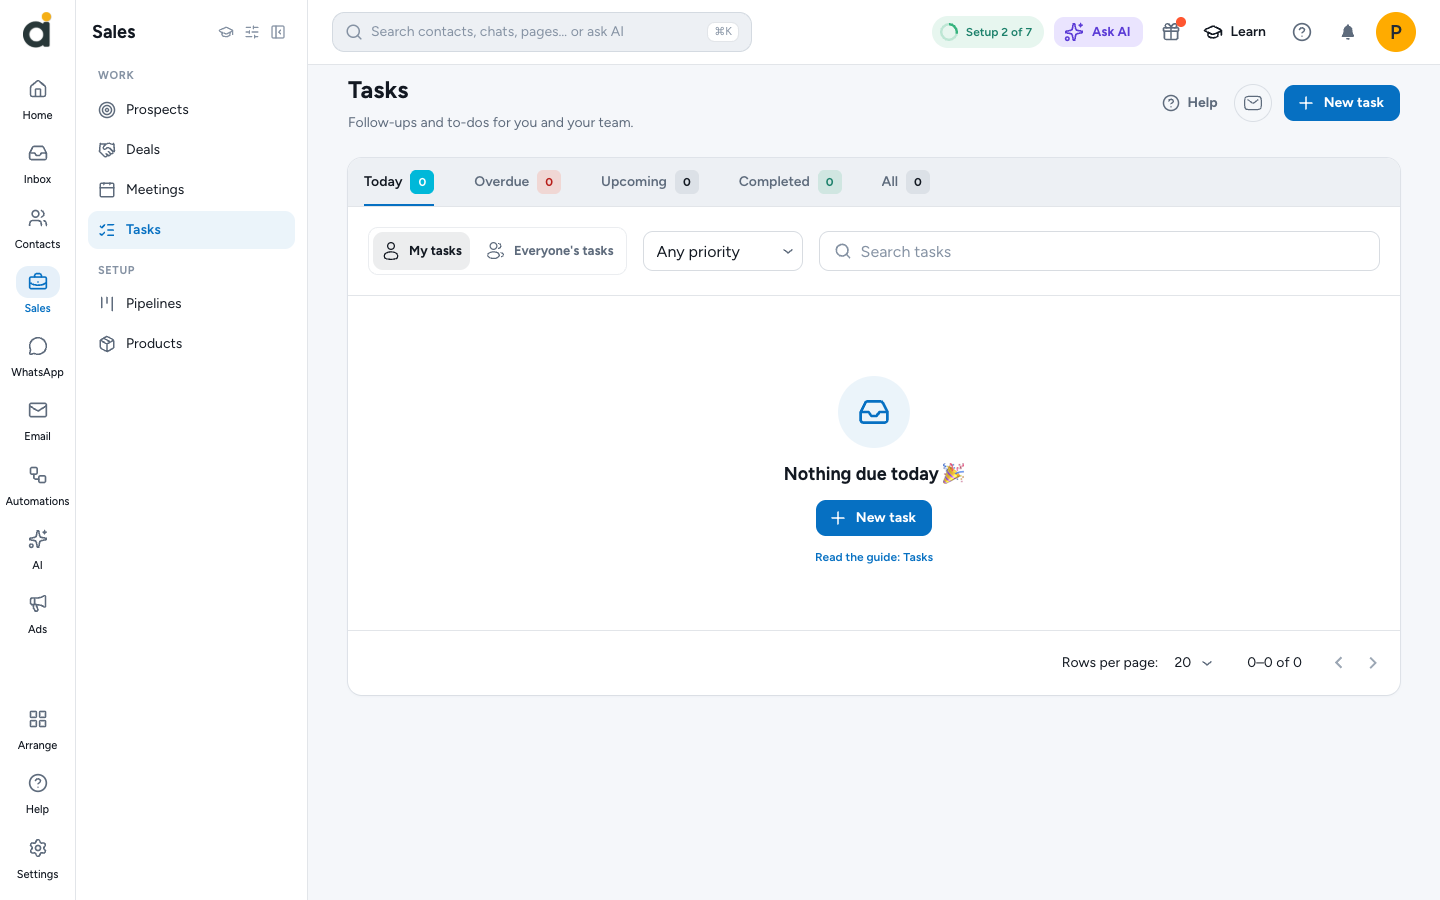 Sales
Search contacts, chats, pages... or ask AI
⌘K
Setup 2 of 7
Ask AI
Learn
P
Home
Inbox
Contacts
Sales
WhatsApp
Email
Automations
AI
Ads
Arrange
Help
Settings
WORK
Prospects
Deals
Meetings
Tasks
SETUP
Pipelines
Products
Tasks
Follow-ups and to-dos for you and your team.
Help
New task
Today 0
Overdue 0
Upcoming 0
Completed 0
All 0
My tasks
Everyone's tasks
Any priority
Search tasks
Nothing due today 🎉
New task
Read the guide: Tasks
Rows per page: 20
0–0 of 0